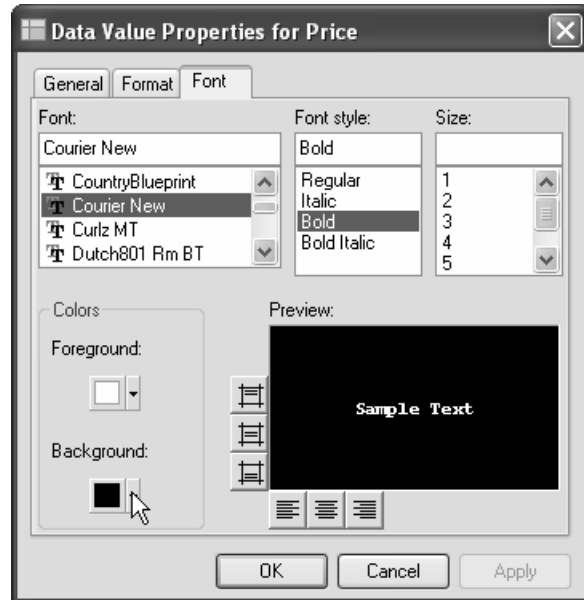 Data Value Properties for Price
General Format Font
Font: Font style: Size:
Courier New Bold
CountryBlueprint Regular 1
Courier New Italic 2
Curlz MT Bold 3
Dutch801 Rm BT Bold Italic 4
5
Colors Preview:
Foreground:
Sample Text
Background:
OK Cancel Apply